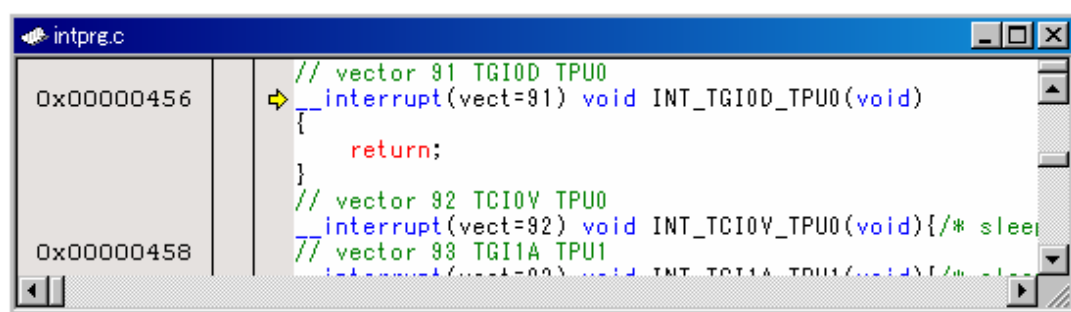 intprg.c
// vector 91 TGI0D TPU0
0x00000456 __interrupt(vect=91) void INT_TGI0D_TPU0(void)
{
return;
}
// vector 92 TCI0V TPU0
__interrupt(vect=92) void INT_TCI0V_TPU0(void){/* slee
0x00000458 // vector 93 TGI1A TPU1